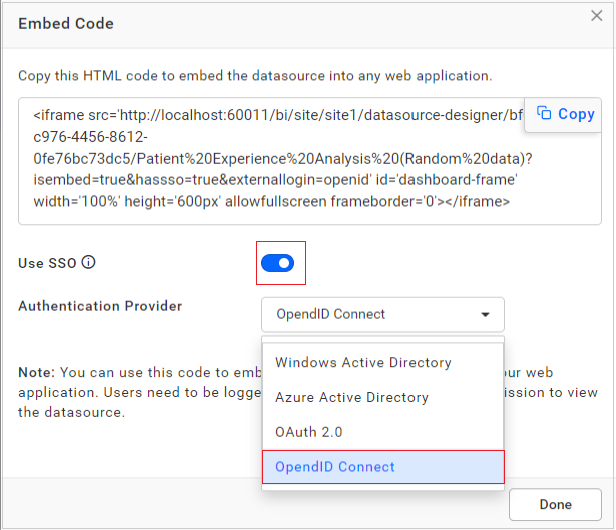 Embed Code
Copy this HTML code to embed the datasource into any web application.
<iframe src='http://localhost:60011/bi/site/site1/datasource-designer/bf
Copy
c976-4456-8612-
0fe76bc73dc5/Patient%20Experience%20Analysis%20(Random%20data)?
isembed=true&hassso=true&externallogin=openid' id='dashboard-frame'
width='100%' height='600px' allowfullscreen frameborder='0'></iframe>
Use SSO
Authentication Provider
OpendID Connect
Windows Active Directory
Azure Active Directory
OAuth 2.0
OpendID Connect
Note: You can use this code to emb our web
application. Users need to be logge ission to view
the datasource.
Done